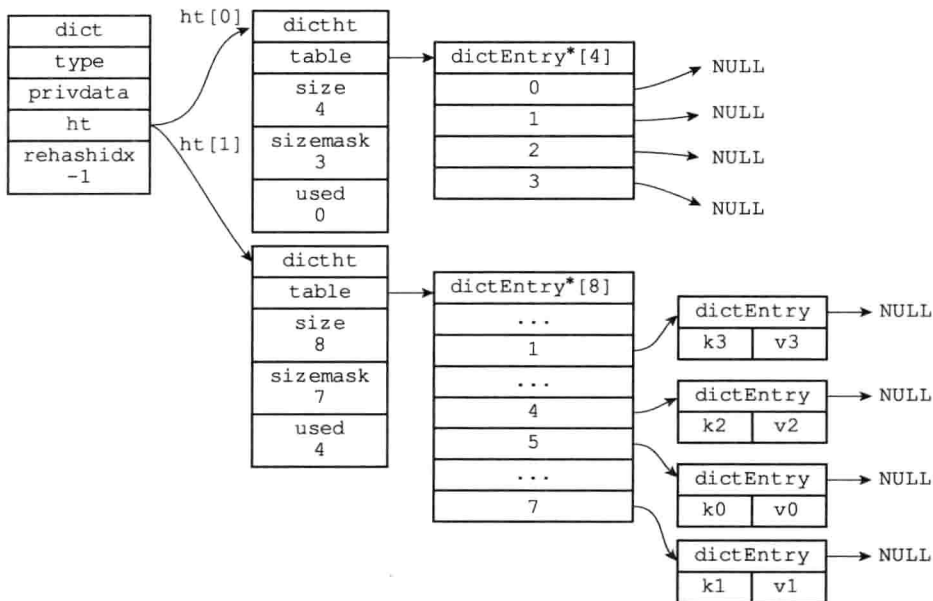 dict
type
privdata
ht
rehashidx
-1
ht[0]
ht[1]
dictht
table
size
4
sizemask
3
used
0
dictEntry*[4]
0
1
2
3
NULL
NULL
NULL
NULL
dictht
table
size
8
sizemask
7
used
4
dictEntry*[8]
...
1
...
4
5
...
7
dictEntry
k3 v3
NULL
dictEntry
k2 v2
NULL
dictEntry
k0 v0
NULL
dictEntry
k1 v1
NULL